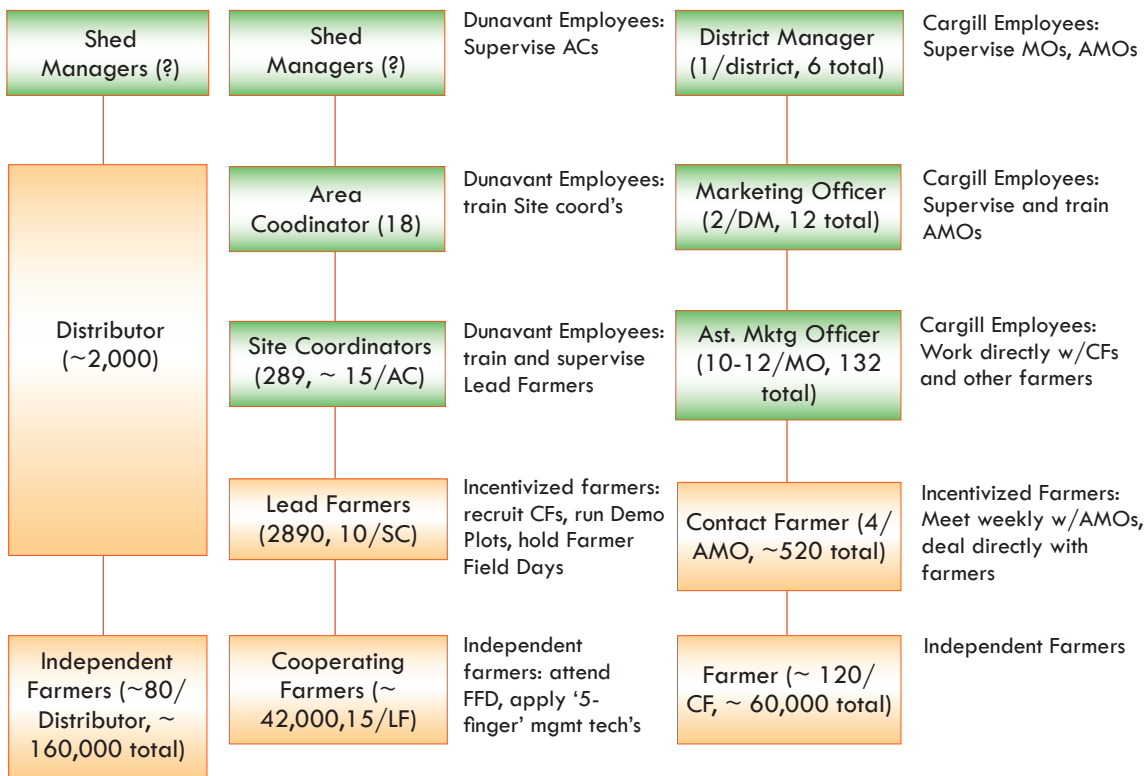 Shed
Managers (?)
Shed
Managers (?)
Dunavant Employees:
Supervise ACs
District Manager
(1/district, 6 total)
Cargill Employees:
Supervise MOs, AMOs
Distributor
(~2,000)
Area
Coodinator (18)
Dunavant Employees:
train Site coord’s
Marketing Officer
(2/DM, 12 total)
Cargill Employees:
Supervise and train
AMOs
Site Coordinators
(289, ~ 15/AC)
Dunavant Employees:
train and supervise
Lead Farmers
Ast. Mktg Officer
(10-12/MO, 132
total)
Cargill Employees:
Work directly w/CFs
and other farmers
Lead Farmers
(2890, 10/SC)
Incentivized farmers:
recruit CFs, run Demo
Plots, hold Farmer
Field Days
Contact Farmer (4/
AMO, ~520 total)
Incentivized Farmers:
Meet weekly w/AMOs,
deal directly with
farmers
Independent
Farmers (~80/
Distributor, ~
160,000 total)
Cooperating
Farmers (~
42,000,15/LF)
Independent
farmers: attend
FFD, apply ‘5-
finger’ mgmt tech’s
Farmer (~ 120/
CF, ~ 60,000 total)
Independent Farmers